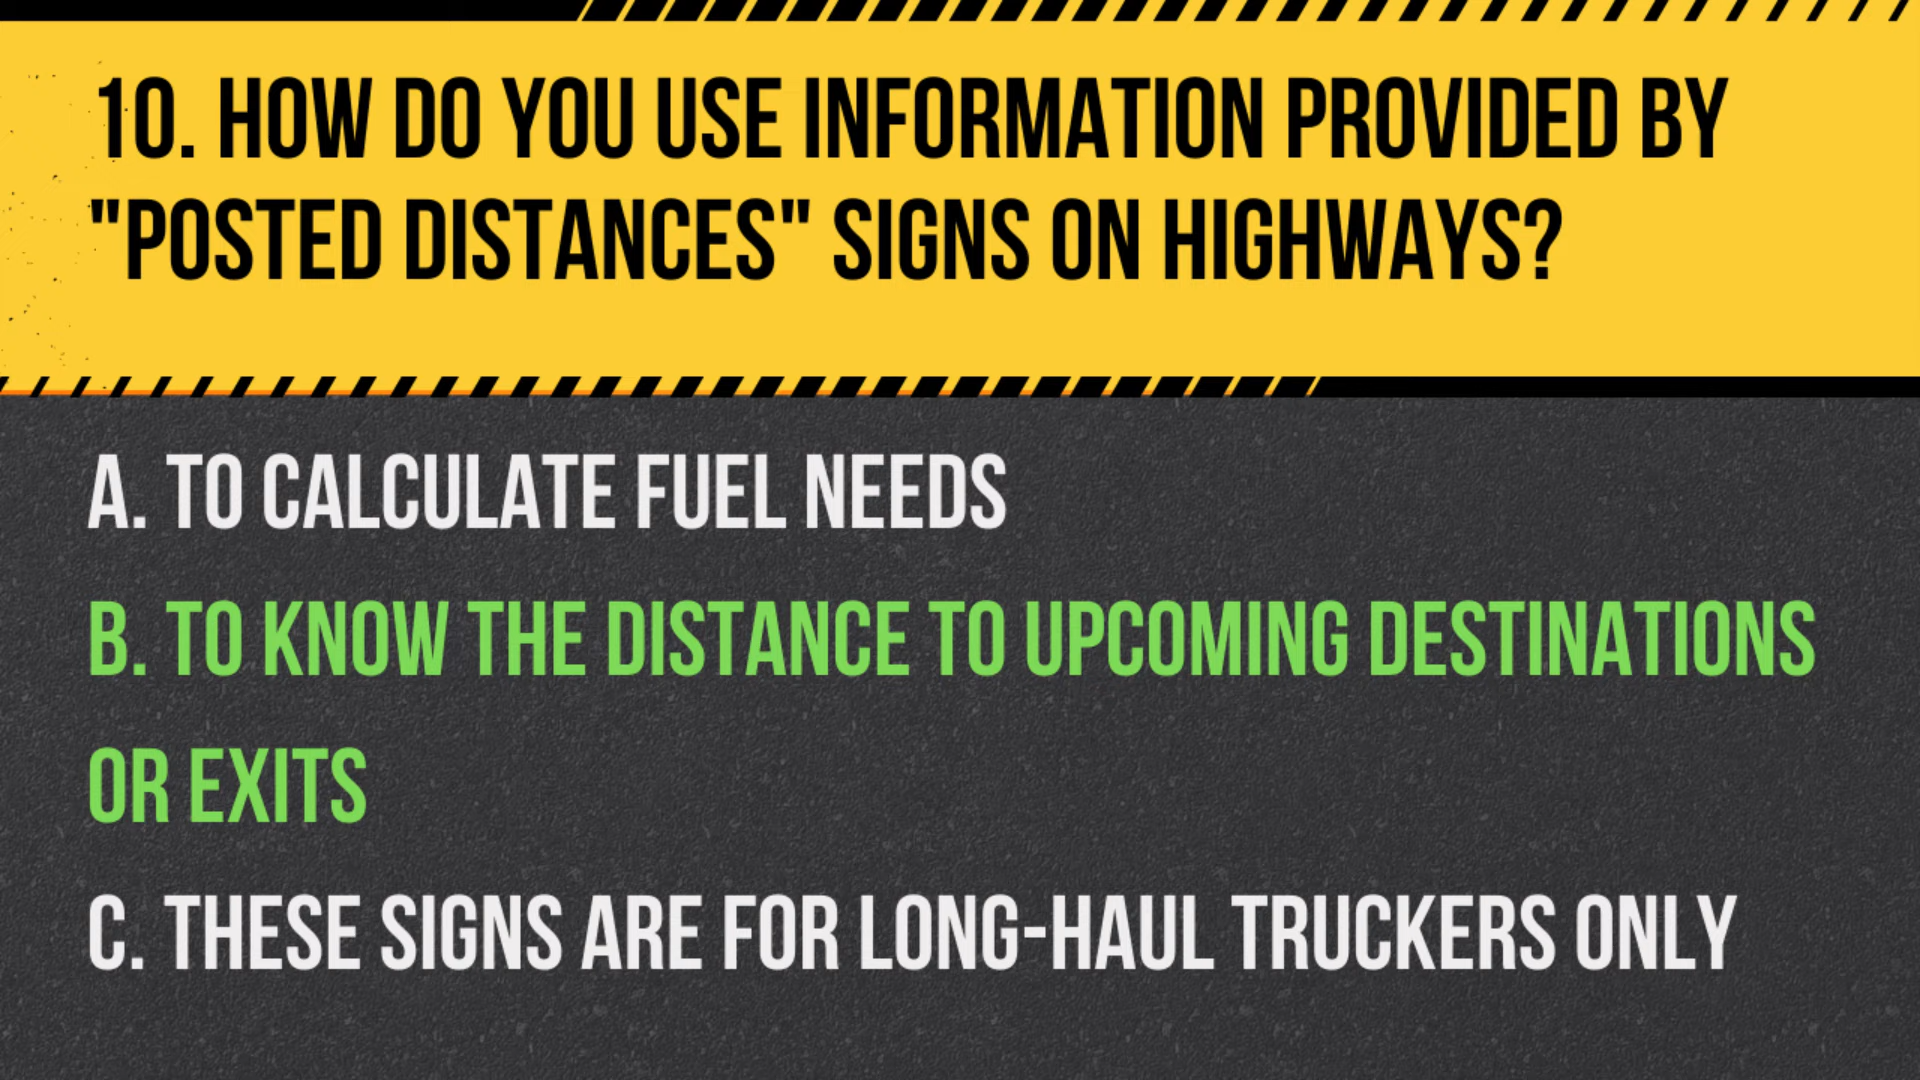 10. HOW DO YOU USE INFORMATION PROVIDED BY
"POSTED DISTANCES" SIGNS ON HIGHWAYS?
A. TO CALCULATE FUEL NEEDS
B. TO KNOW THE DISTANCE TO UPCOMING DESTINATIONS
OR EXITS
C. THESE SIGNS ARE FOR LONG-HAUL TRUCKERS ONLY